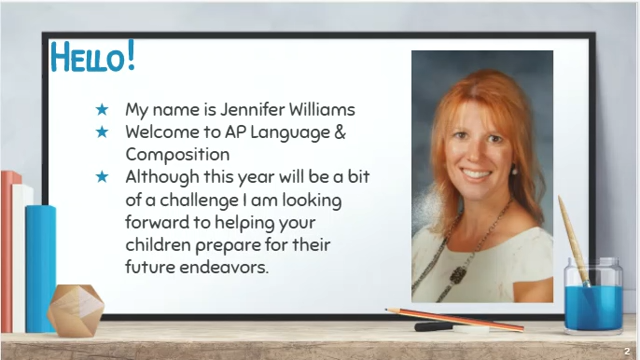 Hello!
★ My name is Jennifer Williams
★ Welcome to AP Language &
Composition
★ Although this year will be a bit
of a challenge I am looking
forward to helping your
children prepare for their
future endeavors.
2